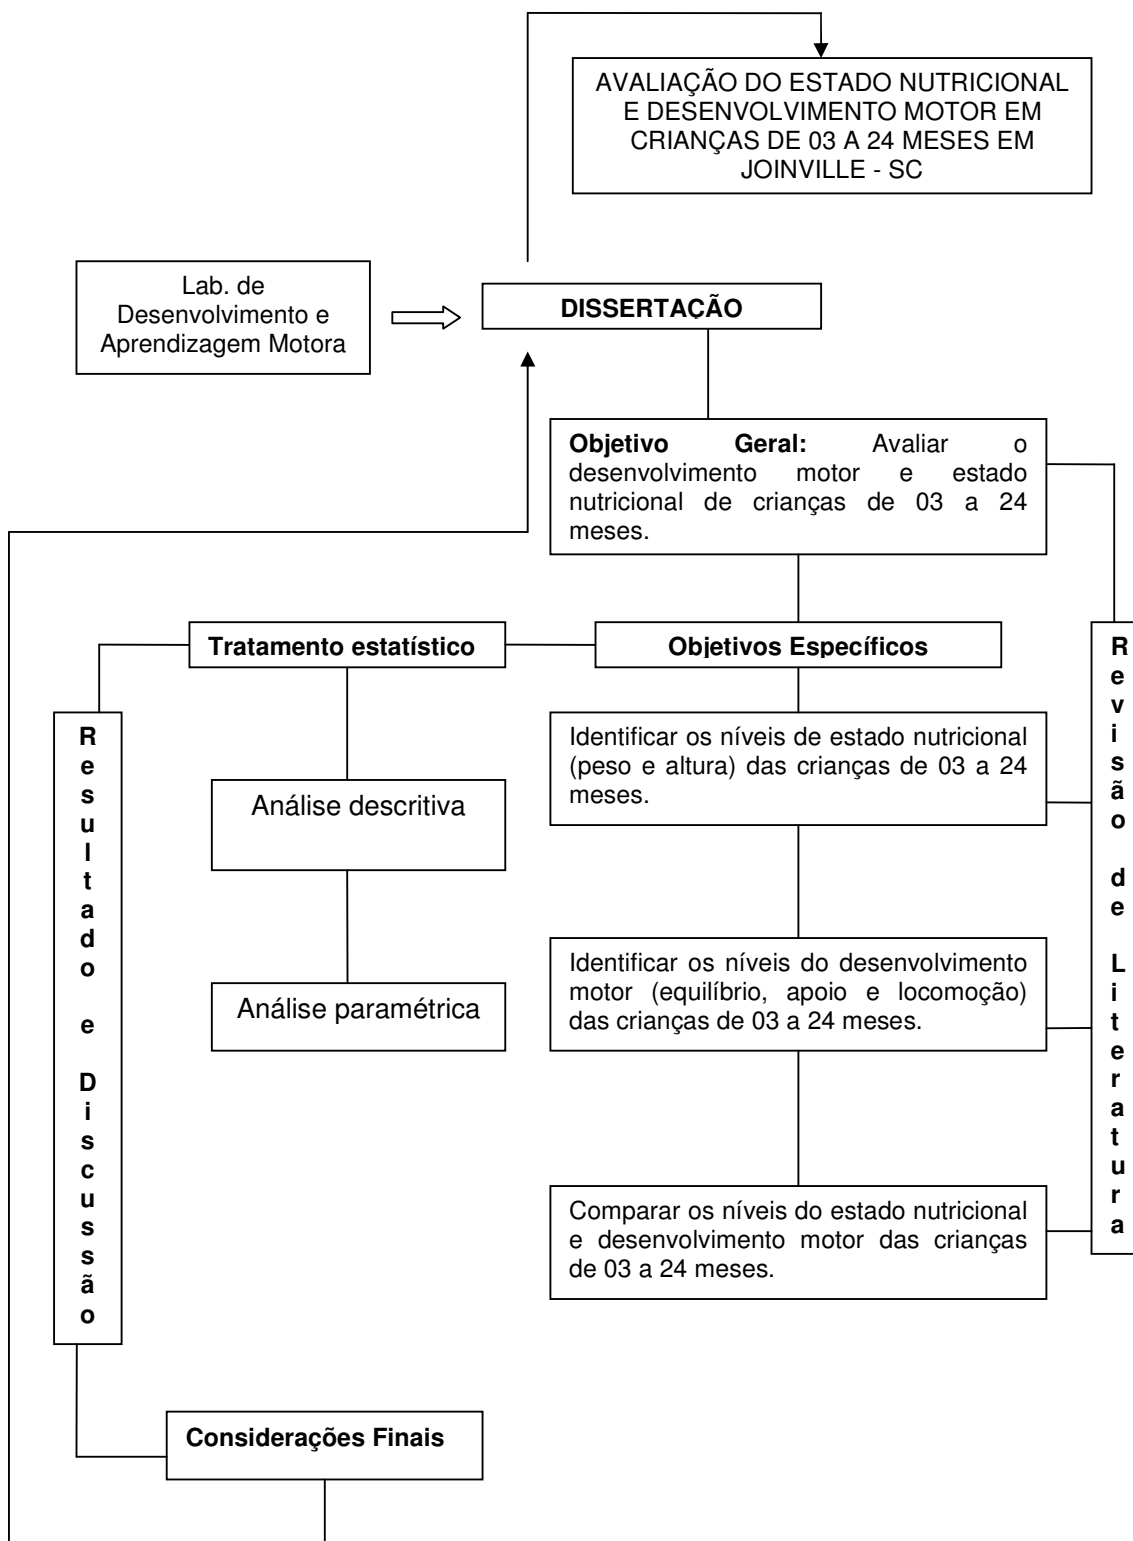 AVALIAÇÃO DO ESTADO NUTRICIONAL
E DESENVOLVIMENTO MOTOR EM
CRIANÇAS DE 03 A 24 MESES EM
JOINVILLE - SC
Lab. de
Desenvolvimento e
Aprendizagem Motora
DISSERTAÇÃO
Objetivo Geral: Avaliar o
desenvolvimento motor e estado
nutricional de crianças de 03 a 24
meses.
Tratamento estatístico
Objetivos Específicos
Revisão de Literatura
Resultado e Discussão
Identificar os níveis de estado nutricional
(peso e altura) das crianças de 03 a 24
meses.
Análise descritiva
Identificar os níveis do desenvolvimento
motor (equilíbrio, apoio e locomoção)
das crianças de 03 a 24 meses.
Análise paramétrica
Comparar os níveis do estado nutricional
e desenvolvimento motor das crianças
de 03 a 24 meses.
Considerações Finais